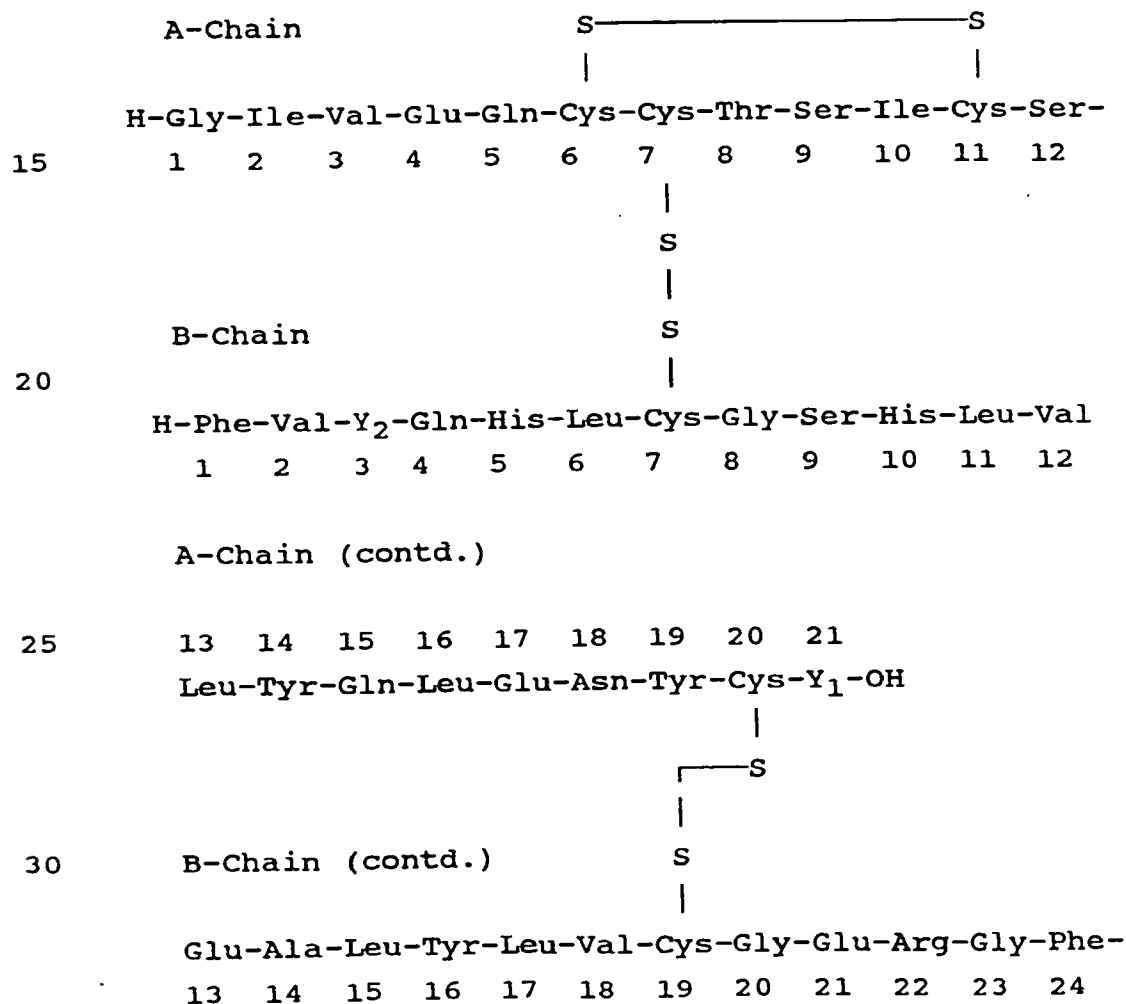 A-Chain S S
| |
H-Gly-Ile-Val-Glu-Gln-Cys-Cys-Thr-Ser-Ile-Cys-Ser-
15 1 2 3 4 5 6 7 8 9 10 11 12
|
S
|
B-Chain S
20 |
H-Phe-Val-Y₂-Gln-His-Leu-Cys-Gly-Ser-His-Leu-Val
1 2 3 4 5 6 7 8 9 10 11 12
A-Chain (contd.)
25 13 14 15 16 17 18 19 20 21
Leu-Tyr-Gln-Leu-Glu-Asn-Tyr-Cys-Y₁-OH
|
S
|
30 B-Chain (contd.) S
|
Glu-Ala-Leu-Tyr-Leu-Val-Cys-Gly-Glu-Arg-Gly-Phe-
13 14 15 16 17 18 19 20 21 22 23 24